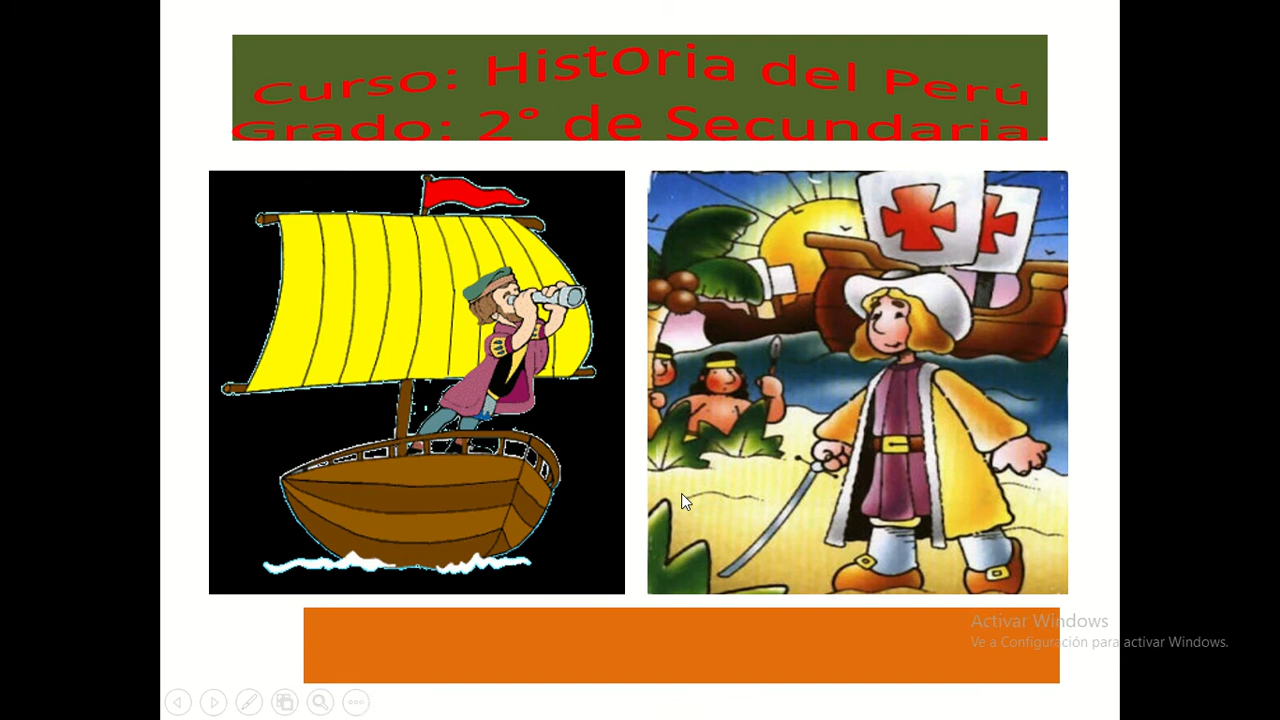 Curso: Historia del Perú
Grado: 2° de Secundaria.
Activar Windows
Ve a Configuración para activar Windows.